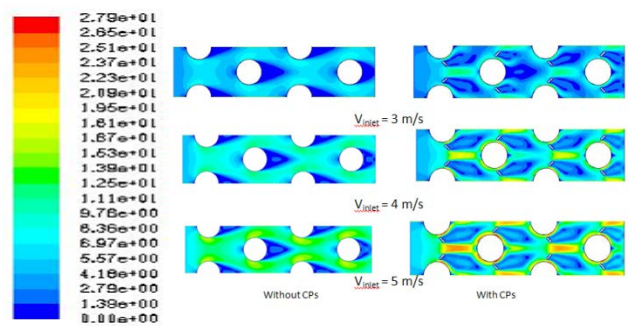 2.79e+01
2.65e+01
2.51e+01
2.37e+01
2.23e+01
2.09e+01
1.95e+01
1.81e+01
1.67e+01
1.53e+01
1.39e+01
1.25e+01
1.11e+01
9.76e+00
8.36e+00
6.97e+00
5.57e+00
4.18e+00
2.79e+00
1.39e+00
0.00e+00
Vinlet = 3 m/s
Vinlet = 4 m/s
Vinlet = 5 m/s
Without CPs
With CPs